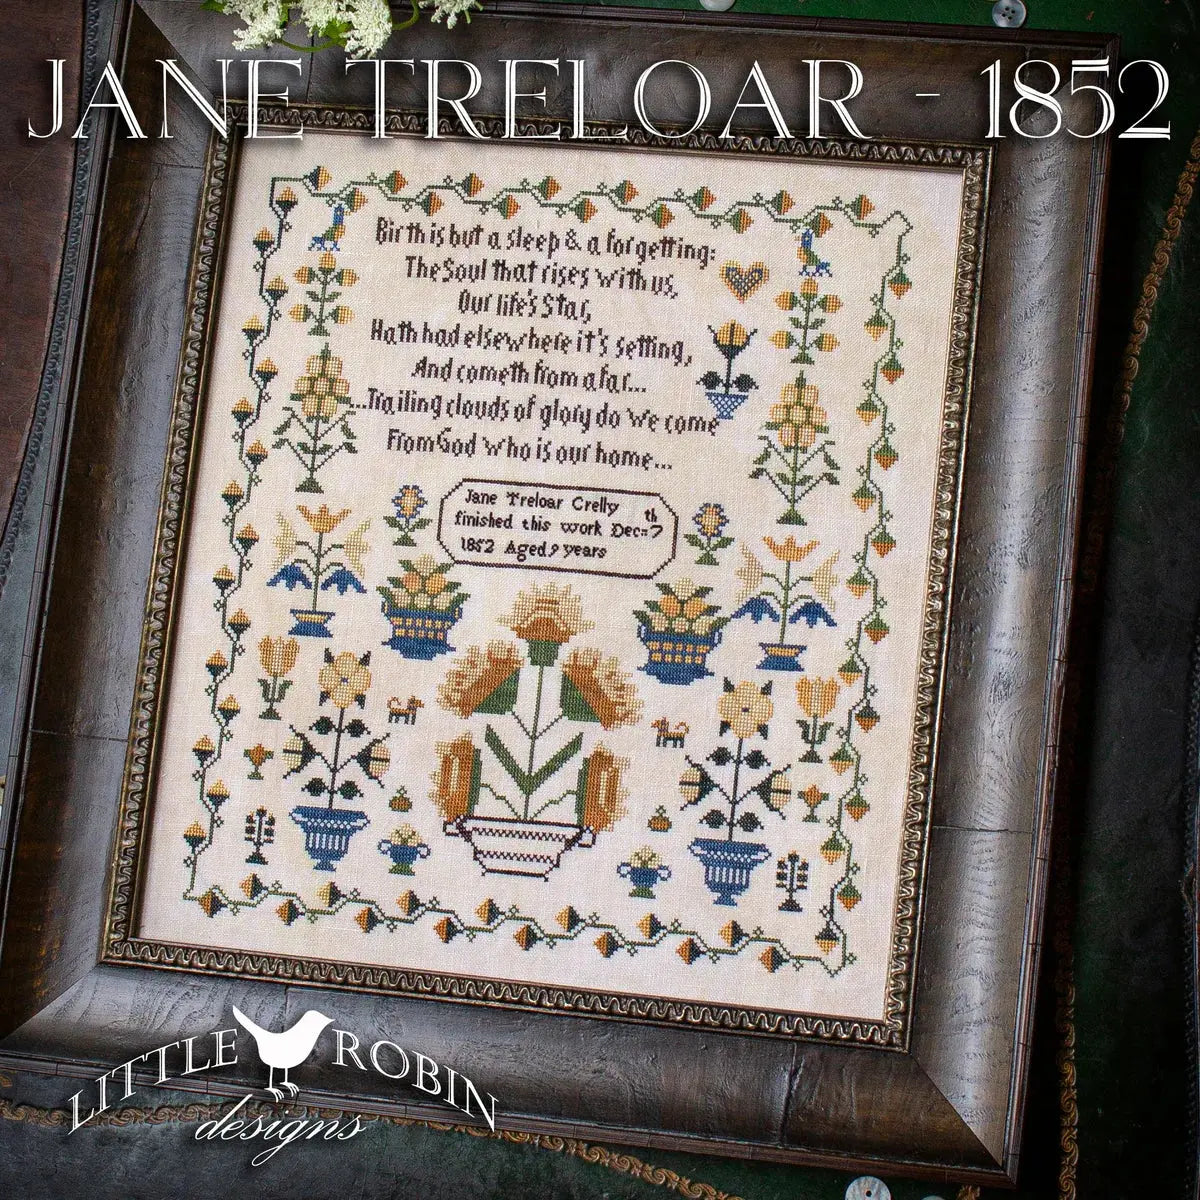 JANE TRELOAR - 1852
Birth is but a sleep & a forgetting:
The Soul that rises with us,
Our life's Star,
Hath had elsewhere it's setting,
And cometh from afar...
...Trailing clouds of glory do we come
From God who is our home...
Jane Treloar Crelly
finished this work Dec= 7th
1852 Aged 9 years
LITTLE ROBIN
designs